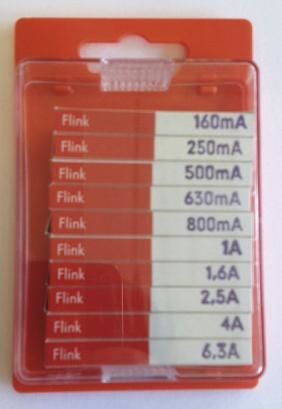 Flink 160mA
Flink 250mA
Flink 500mA
Flink 630mA
Flink 800mA
Flink 1A
Flink 1,6A
Flink 2,5A
Flink 4A
Flink 6,3A